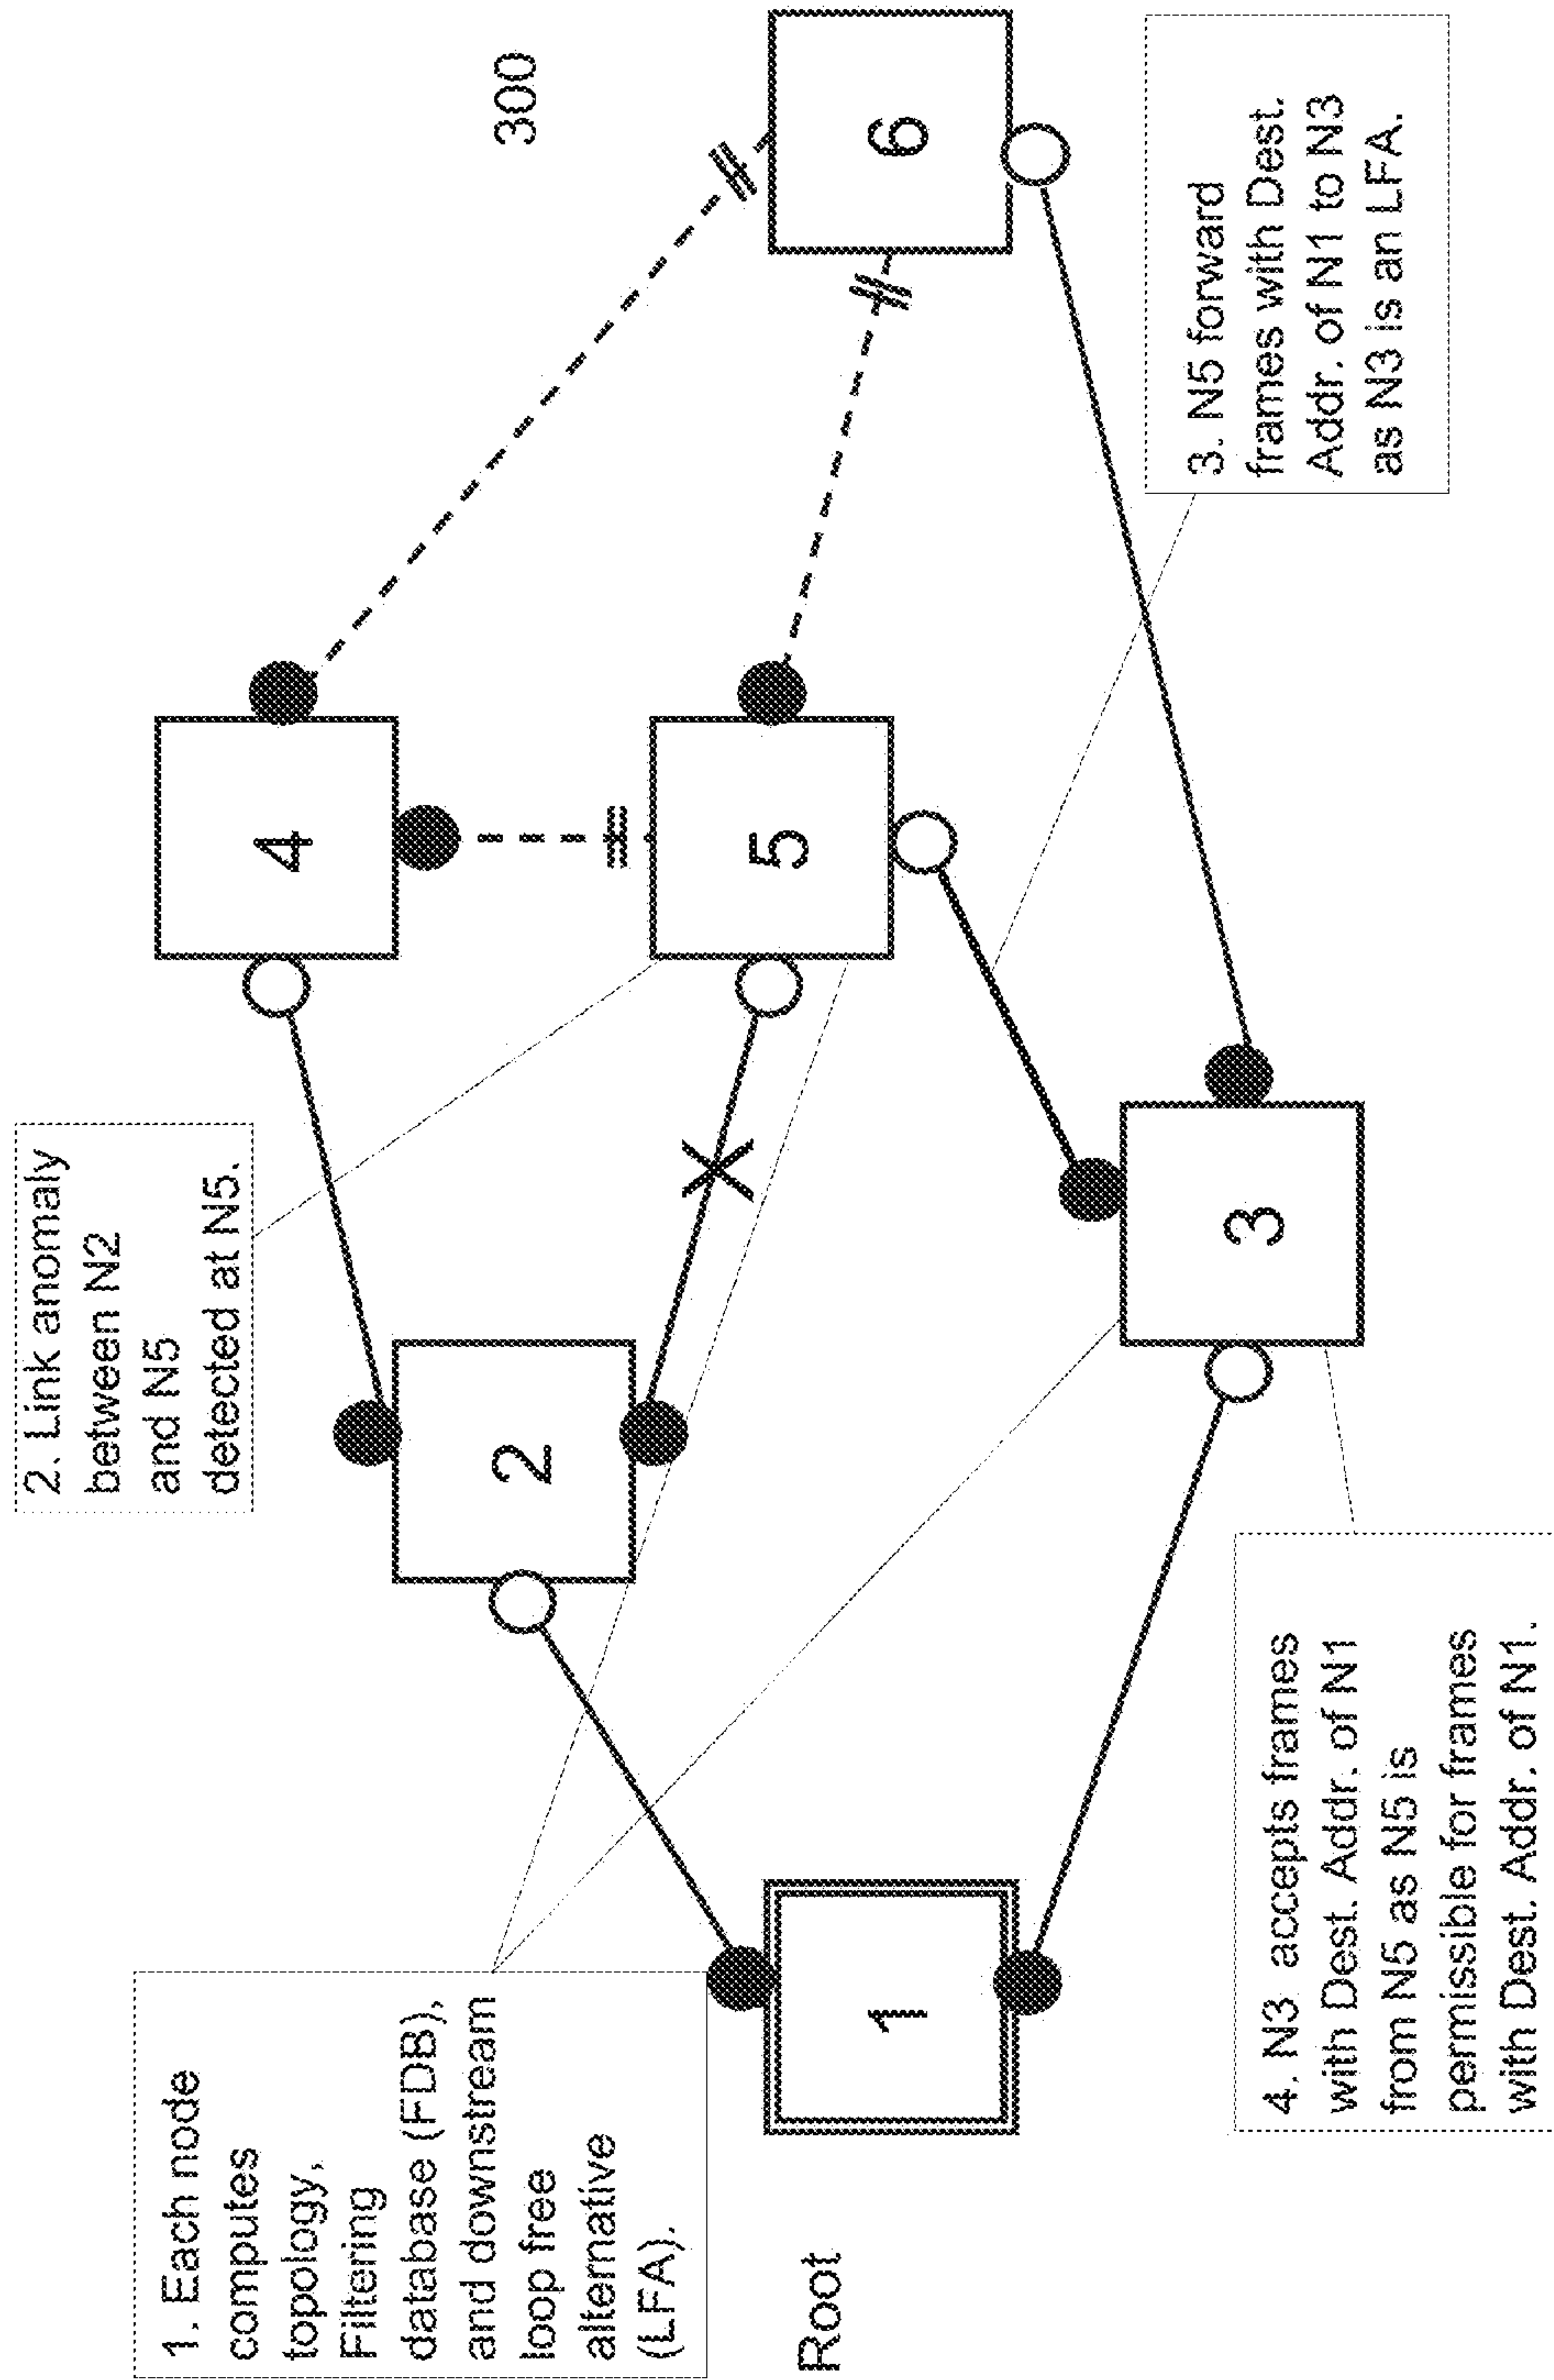 1. Each node
computes
topology,
Filtering
database (FDB),
and downstream
loop free
alternative
(LFA).
2. Link anomaly
between N2
and N5
detected at N5.
300
4
2
5
6
Root
1
3
3. N5 forward
frames with Dest.
Addr. of N1 to N3
as N3 is an LFA.
4. N3 accepts frames
with Dest. Addr. of N1
from N5 as N5 is
permissible for frames
with Dest. Addr. of N1.